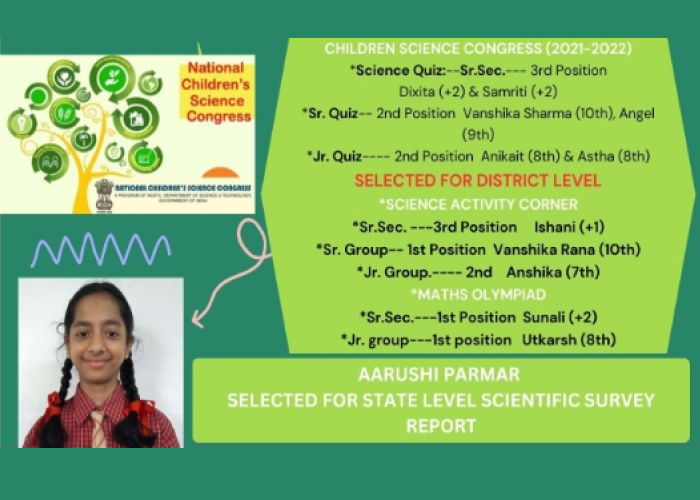 National
Children's
Science
Congress
NATIONAL CHILDREN'S SCIENCE CONGRESS
A PROGRAM OF NCSTC, DEPARTMENT OF SCIENCE & TECHNOLOGY,
GOVERNMENT OF INDIA
CHILDREN SCIENCE CONGRESS (2021-2022)
*Science Quiz:--Sr.Sec.--- 3rd Position
Dixita (+2) & Samriti (+2)
*Sr. Quiz-- 2nd Position Vanshika Sharma (10th), Angel
(9th)
*Jr. Quiz---- 2nd Position Anikait (8th) & Astha (8th)
SELECTED FOR DISTRICT LEVEL
*SCIENCE ACTIVITY CORNER
*Sr.Sec. ---3rd Position Ishani (+1)
*Sr. Group-- 1st Position Vanshika Rana (10th)
*Jr. Group.---- 2nd Anshika (7th)
*MATHS OLYMPIAD
*Sr.Sec.---1st Position Sunali (+2)
*Jr. group---1st position Utkarsh (8th)
AARUSHI PARMAR
SELECTED FOR STATE LEVEL SCIENTIFIC SURVEY
REPORT